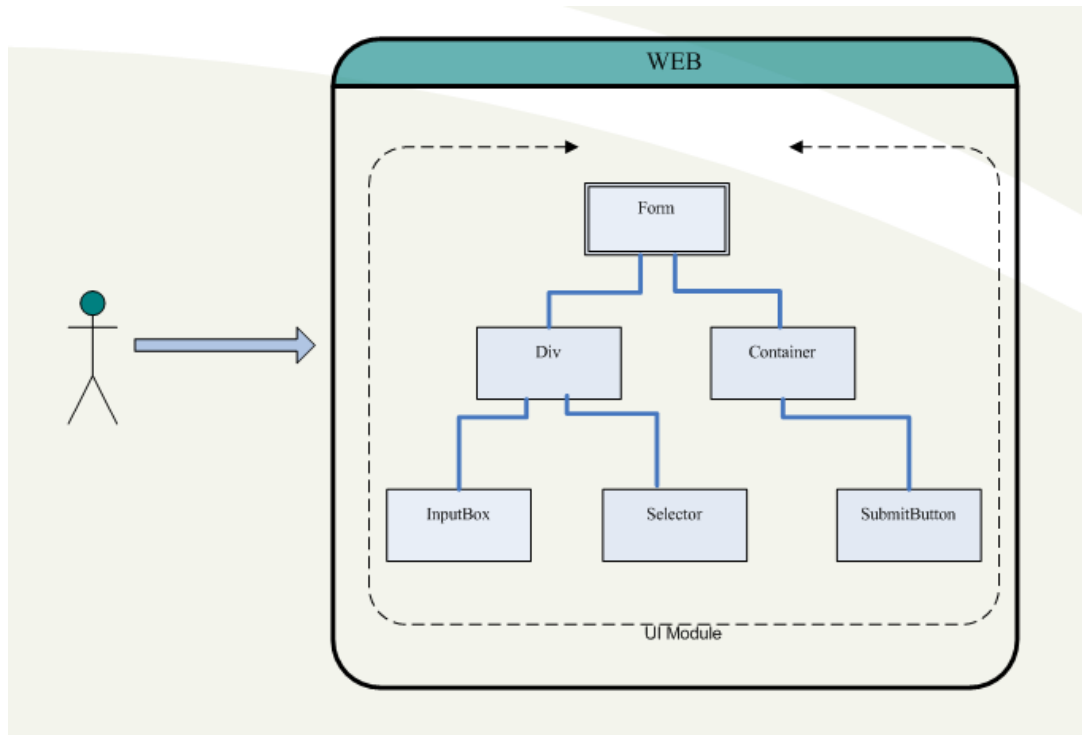 WEB
Form
Div
Container
InputBox
Selector
SubmitButton
UI Module